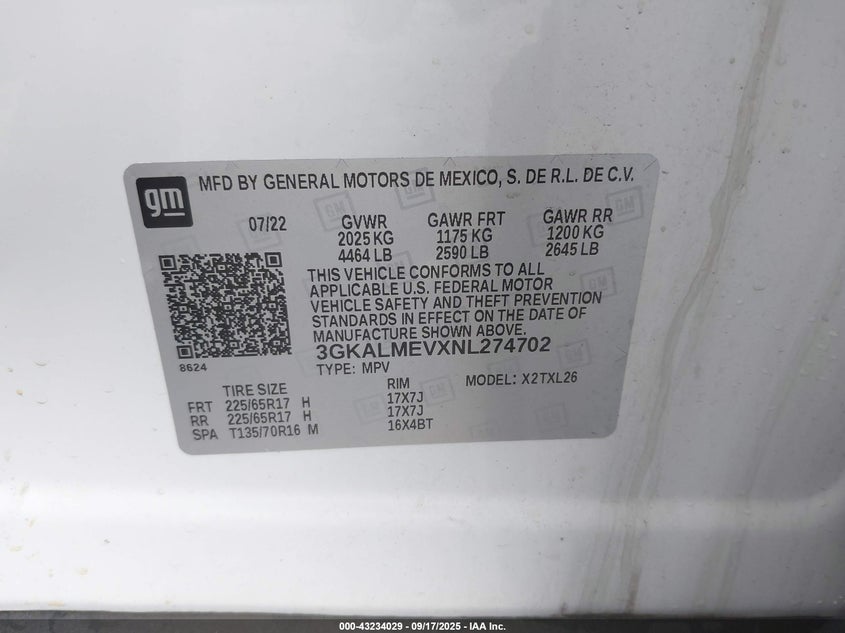 gm
MFD BY GENERAL MOTORS DE MEXICO, S. DE R.L. DE C.V.
07/22 GVWR GAWR FRT GAWR RR
2025 KG 1175 KG 1200 KG
4464 LB 2590 LB 2645 LB
THIS VEHICLE CONFORMS TO ALL
APPLICABLE U.S. FEDERAL MOTOR
VEHICLE SAFETY AND THEFT PREVENTION
STANDARDS IN EFFECT ON THE DATE OF
MANUFACTURE SHOWN ABOVE.
3GKALMEVXNL274702
8624
TYPE: MPV
TIRE SIZE RIM MODEL: X2TXL26
FRT 225/65R17 H 17X7J
RR 225/65R17 H 17X7J
SPA T135/70R16 M 16X4BT
000-43234029 - 09/17/2025 - IAA Inc.